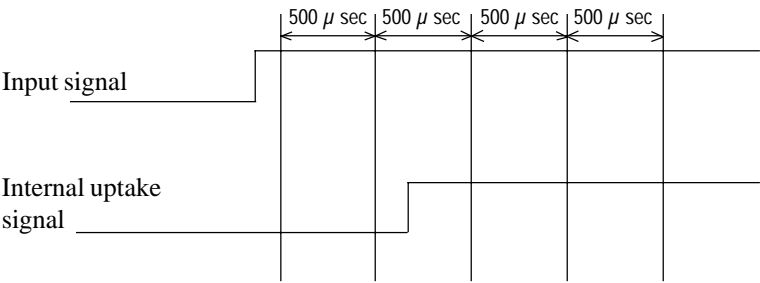 500 μ sec 500 μ sec 500 μ sec 500 μ sec
Input signal
Internal uptake
signal